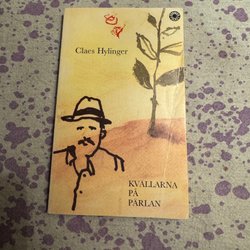 Claes Hylinger
KVÄLLARNA
PÅ
PÄRLAN